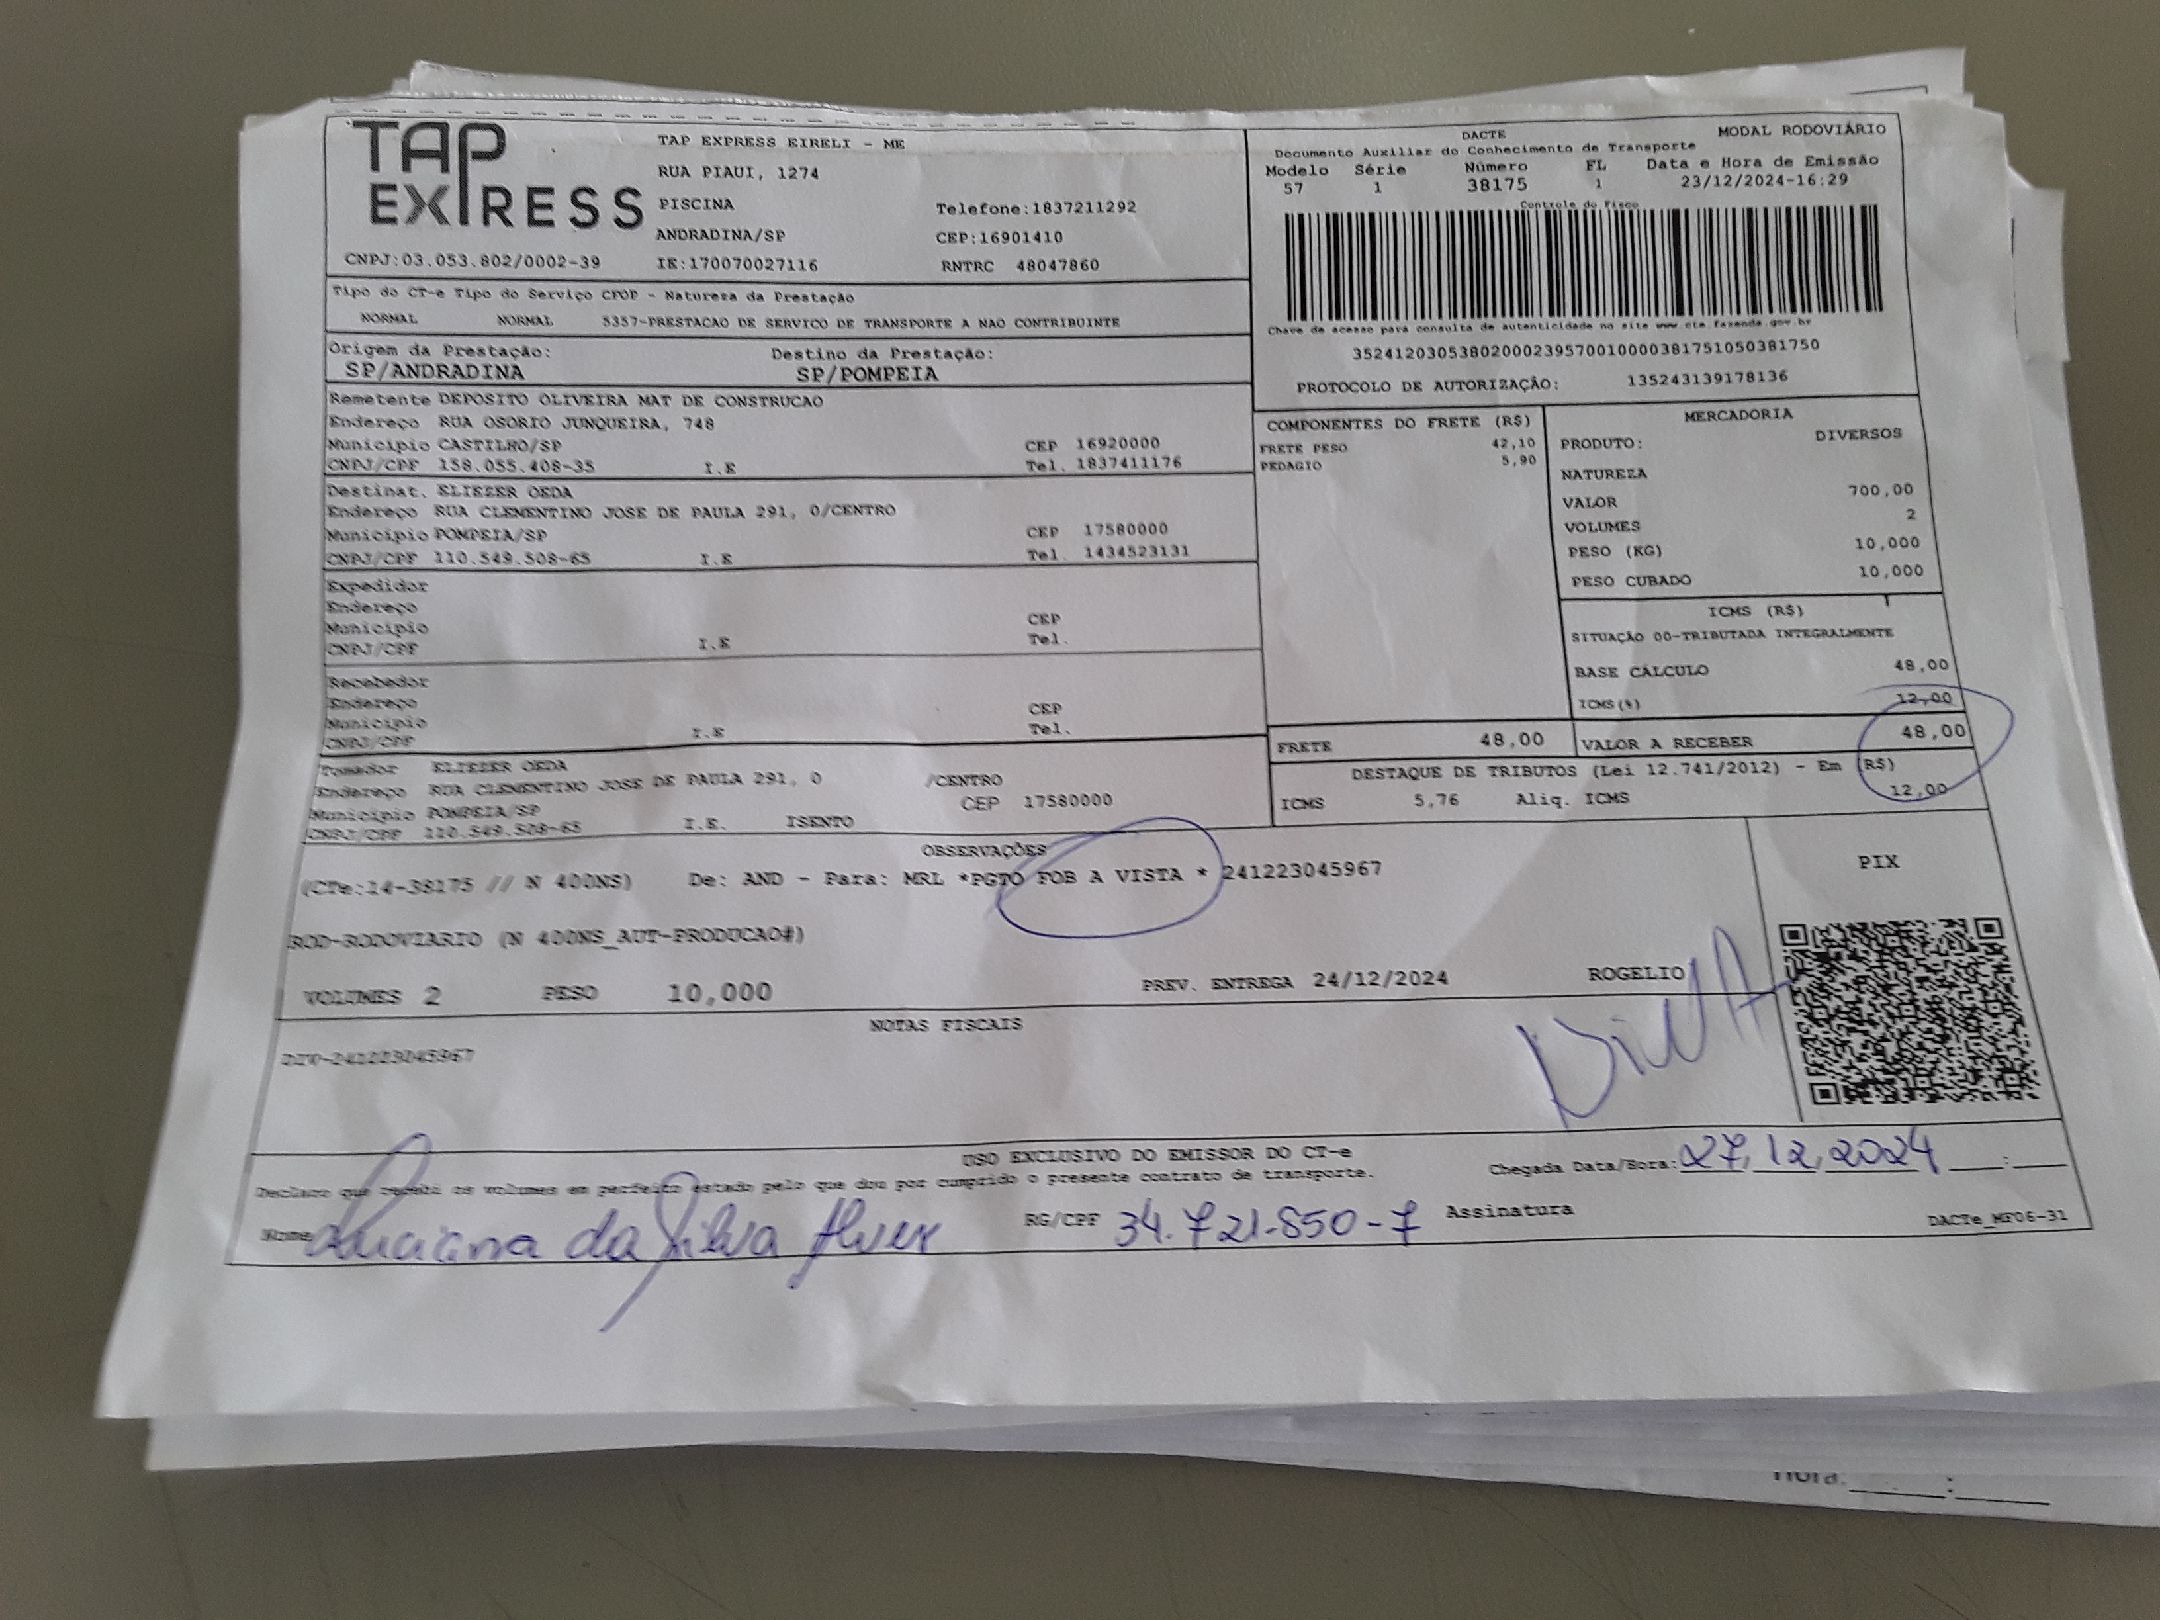 TAP EXPRESS
TAP EXPRESS EIRELI - ME
RUA PIAUI, 1274
PISCINA Telefone:1837211292
ANDRADINA/SP CEP:16901410
CNPJ:03.053.802/0002-39 IE:170070027116 RNTRC 48047860
DACTE MODAL RODOVIÁRIO
Documento Auxiliar do Conhecimento de Transporte
Modelo Série Número FL Data e Hora de Emissão
57 1 38175 1 23/12/2024-16:29
Controle do Fisco
Chave de acesso para consulta de autenticidade no site www.cte.fazenda.gov.br
35241203053802000239570010000381751050381750
PROTOCOLO DE AUTORIZAÇÃO: 135243139178136
Tipo do CT-e Tipo do Serviço CFOP - Natureza da Prestação
NORMAL NORMAL 5357-PRESTACAO DE SERVICO DE TRANSPORTE A NAO CONTRIBUINTE
Origem da Prestação: Destino da Prestação:
SP/ANDRADINA SP/POMPEIA
Remetente DEPOSITO OLIVEIRA MAT DE CONSTRUCAO
Endereço RUA OSORIO JUNQUEIRA, 748
Município CASTILHO/SP CEP 16920000
CNPJ/CPF 158.055.408-35 I.E Tel. 1837411176
Destinat. ELIEZER OEDA
Endereço RUA CLEMENTINO JOSE DE PAULA 291, 0/CENTRO
Município POMPEIA/SP CEP 17580000
CNPJ/CPF 110.549.508-65 I.E Tel. 1434523131
Expedidor
Endereço
Município CEP
CNPJ/CPF I.E Tel.
Recebedor
Endereço
Município CEP
CNPJ/CPF I.E Tel.
Tomador ELIEZER OEDA
Endereço RUA CLEMENTINO JOSE DE PAULA 291, 0 /CENTRO
Município POMPEIA/SP CEP 17580000
CNPJ/CPF 110.549.508-65 I.E. ISENTO
COMPONENTES DO FRETE (R$)
FRETE PESO 42,10
PEDAGIO 5,90
MERCADORIA
PRODUTO: DIVERSOS
NATUREZA
VALOR 700,00
VOLUMES 2
PESO (KG) 10,000
PESO CUBADO 10,000
ICMS (R$)
SITUAÇÃO 00-TRIBUTADA INTEGRALMENTE
BASE CÁLCULO 48,00
ICMS(%) 12,00
FRETE 48,00 VALOR A RECEBER 48,00
DESTAQUE DE TRIBUTOS (Lei 12.741/2012) - Em (R$)
ICMS 5,76 Aliq. ICMS 12,00
OBSERVAÇÕES
(CTe:14-38175 // N 400NS) De: AND - Para: MRL *PGTO FOB A VISTA * 241223045967
ROD-RODOVIARIO (N 400NS_AUT-PRODUCAO#)
VOLUMES 2 PESO 10,000 PREV. ENTREGA 24/12/2024 ROGELIO
PIX
NOTAS FISCAIS
DIV-241223045967
USO EXCLUSIVO DO EMISSOR DO CT-e
Declaro que recebi os volumes em perfeito estado pelo que dou por cumprido o presente contrato de transporte.
Chegada Data/Hora: 27,12,2024 :
Nome Luciana da Silva Alves RG/CPF 34.721.850-7 Assinatura
DACTe_MF06-31
Hora: :